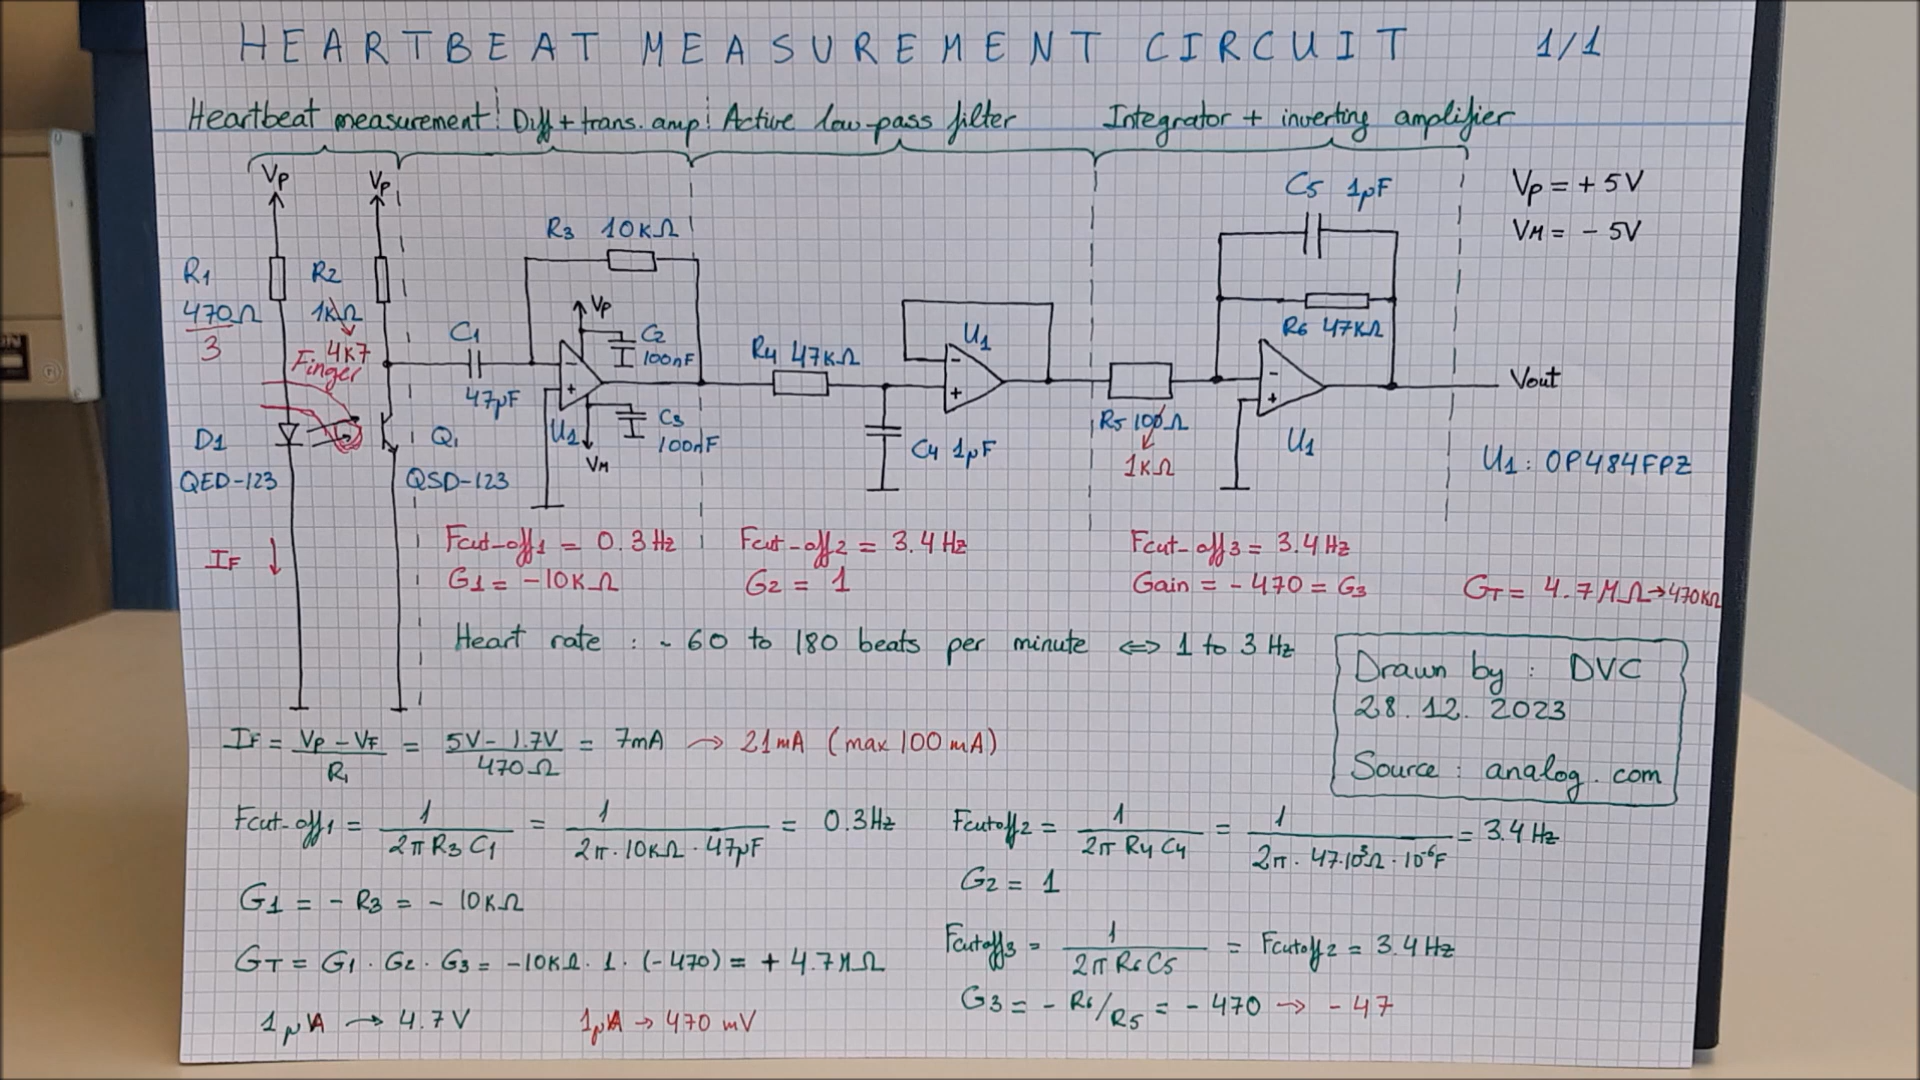 HEARTBEAT MEASUREMENT CIRCUIT 1/1
Heartbeat measurement Diff + trans. amp Active low-pass filter Integrator + inverting amplifier
Vp Vp
C5 1µF
Vp = + 5V
VM = - 5V
R3 10KΩ
R1 R2
470Ω 1KΩ
3 4K7
Finger
C1
47µF
Vp
C2
100nF
C3
100nF
VM
U1
R4 47KΩ
U1
C4 1µF
R6 47KΩ
R5 100Ω
1KΩ
U1
Vout
D1 Q1
QED-123 QSD-123
U1: OP484FPZ
IF
Fcut-off1 = 0.3 Hz Fcut-off2 = 3.4 Hz Fcut-off3 = 3.4 Hz
G1 = -10KΩ G2 = 1 Gain = - 470 = G3 GT = 4.7 MΩ → 470KΩ
Heart rate : ~ 60 to 180 beats per minute ⇔ 1 to 3 Hz
Drawn by : DVC
28.12.2023
Source : analog.com
IF = Vp - VF / R1 = 5V - 1.7V / 470Ω = 7mA → 21mA (max 100 mA)
Fcut-off1 = 1 / 2π R3 C1 = 1 / 2π. 10KΩ . 47µF = 0.3Hz
Fcutoff2 = 1 / 2π R4 C4 = 1 / 2π. 47.10³Ω . 10⁻⁶F = 3.4 Hz
G1 = - R3 = - 10KΩ
G2 = 1
GT = G1 . G2 . G3 = -10KΩ. 1. (-470) = + 4.7MΩ
Fcutoff3 = 1 / 2π R6 C5 = Fcutoff2 = 3.4 Hz
G3 = - R6/R5 = - 470 → - 47
1µA → 4.7V 1µA → 470 mV